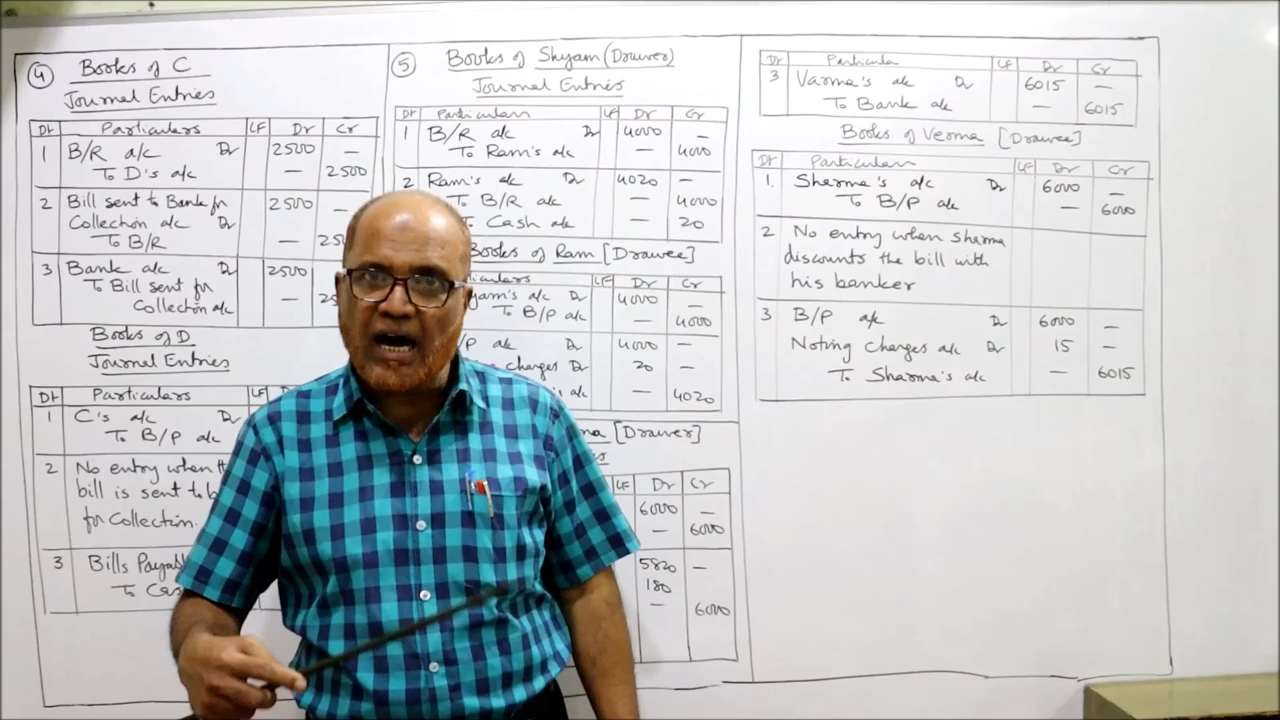 4 Books of C
Journal Entries
Dt Particulars LF Dr Cr
1 B/R a/c Dr 2500 —
To D's a/c — 2500
2 Bill sent to Bank for 2500 —
Collection a/c Dr
To B/R —
3 Bank a/c Dr 2500
To Bill sent for —
Collection a/c
Books of D
Journal Entries
Dt Particulars LF
1 C's a/c Dr
To B/P a/c
2 No entry when
bill is sent to
for Collection.
3 Bills
To
5 Books of Shyam (Drawer)
Journal Entries
Dt Particulars LF Dr Cr
1 B/R a/c Dr 4000 —
To Ram's a/c — 4000
2 Ram's a/c Dr 4020 —
To B/R a/c — 4000
To Cash a/c — 20
Books of Ram [Drawee]
LF Dr Cr
a/c Dr 4000 —
To B/P a/c — 4000
a/c Dr 4000 —
charges Dr 20 —
a/c — 4020
[Drawer]
LF Dr Cr
6000 —
— 6000
5820 —
180
— 6000
Dt Particula LF Dr Cr
3 Varma's a/c Dr 6015 —
To Bank a/c — 6015
Books of Verma [Drawee]
Dt Particulars LF Dr Cr
1. Sharma's a/c Dr 6000 —
To B/P a/c — 6000
2 No entry when sharma
discounts the bill with
his banker
3 B/P a/c Dr 6000 —
Noting Charges a/c Dr 15 —
To Sharma's a/c — 6015